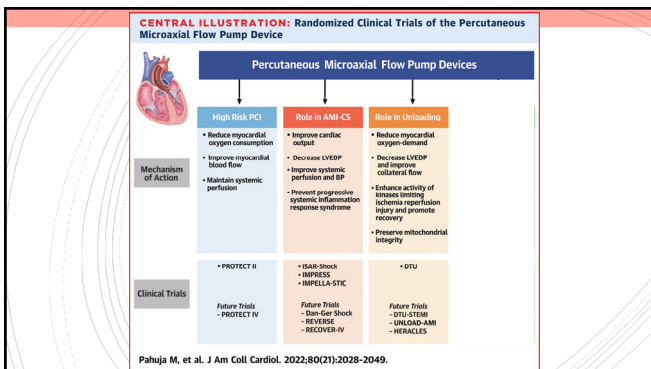 CENTRAL ILLUSTRATION: Randomized Clinical Trials of the Percutaneous
Microaxial Flow Pump Device
Percutaneous Microaxial Flow Pump Devices
High Risk PCI
Role in AMI-CS
Role in Unloading
Mechanism
of Action
• Reduce myocardial
oxygen consumption
- Improve myocardial
blood flow
• Maintain systemic
perfusion
• Improve cardiac
output
- Decrease LVEDP
• Improve systemic
perfusion and BP
- Prevent progressive
systemic inflammation
response syndrome
• Reduce myocardial
oxygen-demand
- Decrease LVEDP
and improve
collateral flow
• Enhance activity of
kinases limiting
ischemia reperfusion
injury and promote
recovery
- Preserve mitochondrial
integrity
Clinical Trials
• PROTECT II
Future Trials
- PROTECT IV
• ISAR-Shock
• IMPRESS
• IMPELLA-STIC
Future Trials
- Dan-Ger Shock
- REVERSE
- RECOVER-IV
• DTU
Future Trials
- DTU-STEMI
- UNLOAD-AMI
- HERACLES
Pahuja M, et al. J Am Coll Cardiol. 2022;80(21):2028-2049.